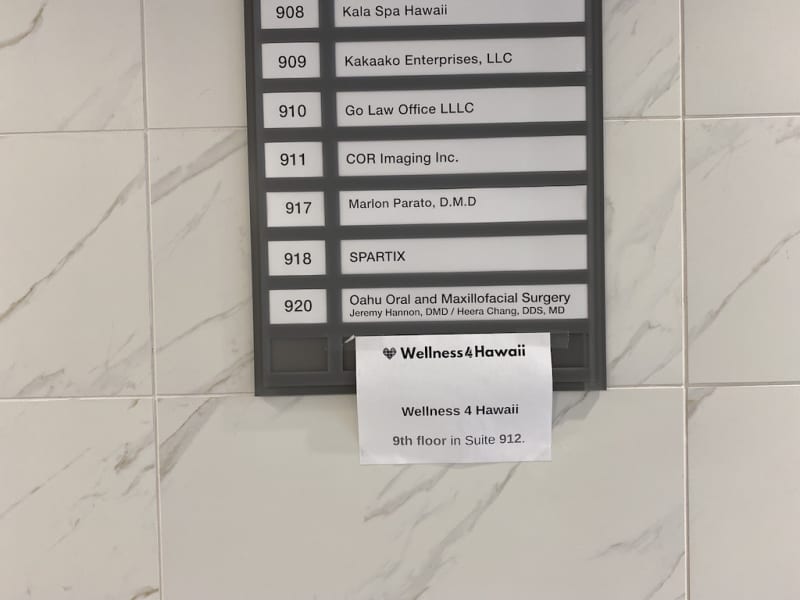 908 Kala Spa Hawaii
909 Kakaako Enterprises, LLC
910 Go Law Office LLLC
911 COR Imaging Inc.
917 Marlon Parato, D.M.D
918 SPARTIX
920 Oahu Oral and Maxillofacial Surgery
Jeremy Hannon, DMD / Heera Chang, DDS, MD
Wellness4Hawaii
Wellness 4 Hawaii
9th floor in Suite 912.